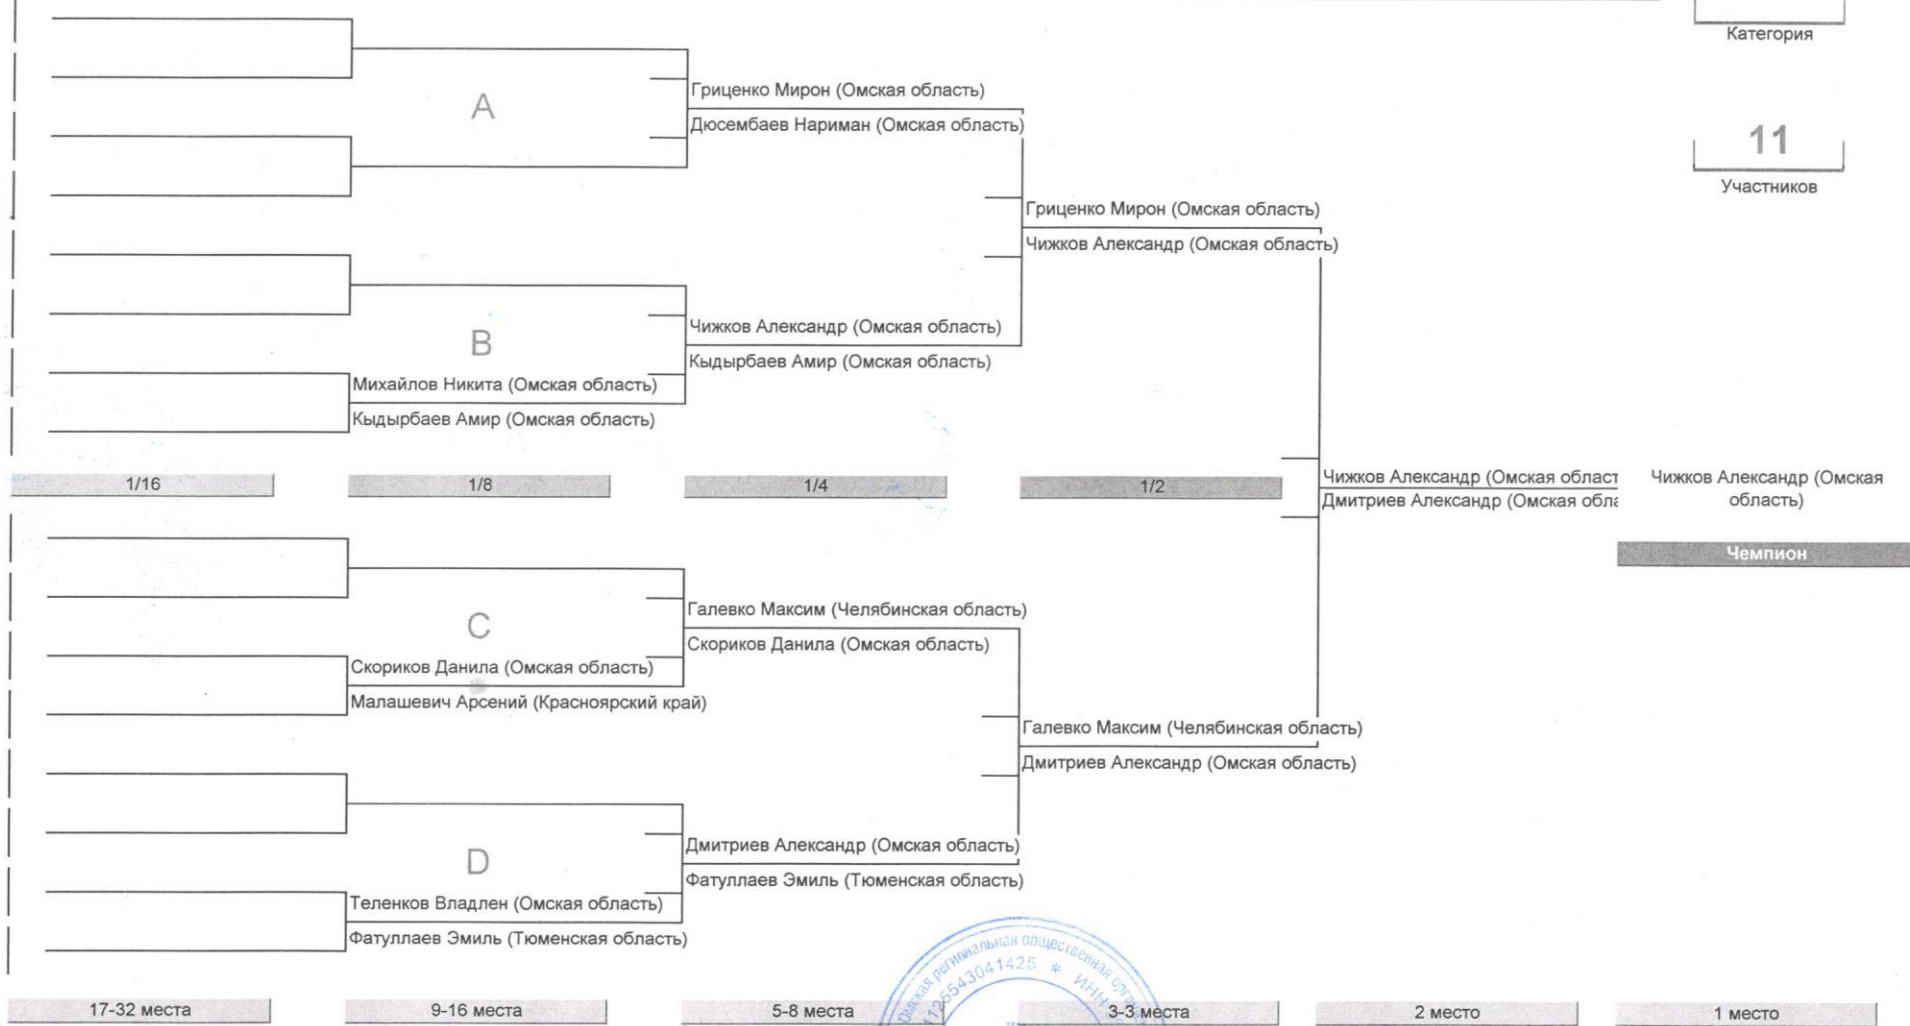 Категория
A
Гриценко Мирон (Омская область)
Дюсембаев Нариман (Омская область)
11
Участников
Гриценко Мирон (Омская область)
Чижков Александр (Омская область)
B
Чижков Александр (Омская область)
Кыдырбаев Амир (Омская область)
Михайлов Никита (Омская область)
Кыдырбаев Амир (Омская область)
1/16
1/8
1/4
1/2
Чижков Александр (Омская област
Дмитриев Александр (Омская обла
Чижков Александр (Омская
область)
Чемпион
C
Галевко Максим (Челябинская область)
Скориков Данила (Омская область)
Скориков Данила (Омская область)
Малашевич Арсений (Красноярский край)
Галевко Максим (Челябинская область)
Дмитриев Александр (Омская область)
D
Дмитриев Александр (Омская область)
Фатуллаев Эмиль (Тюменская область)
Теленков Владлен (Омская область)
Фатуллаев Эмиль (Тюменская область)
Омская региональная общественная
1125543041425 * ИНН
17-32 места
9-16 места
5-8 места
3-3 места
2 место
1 место